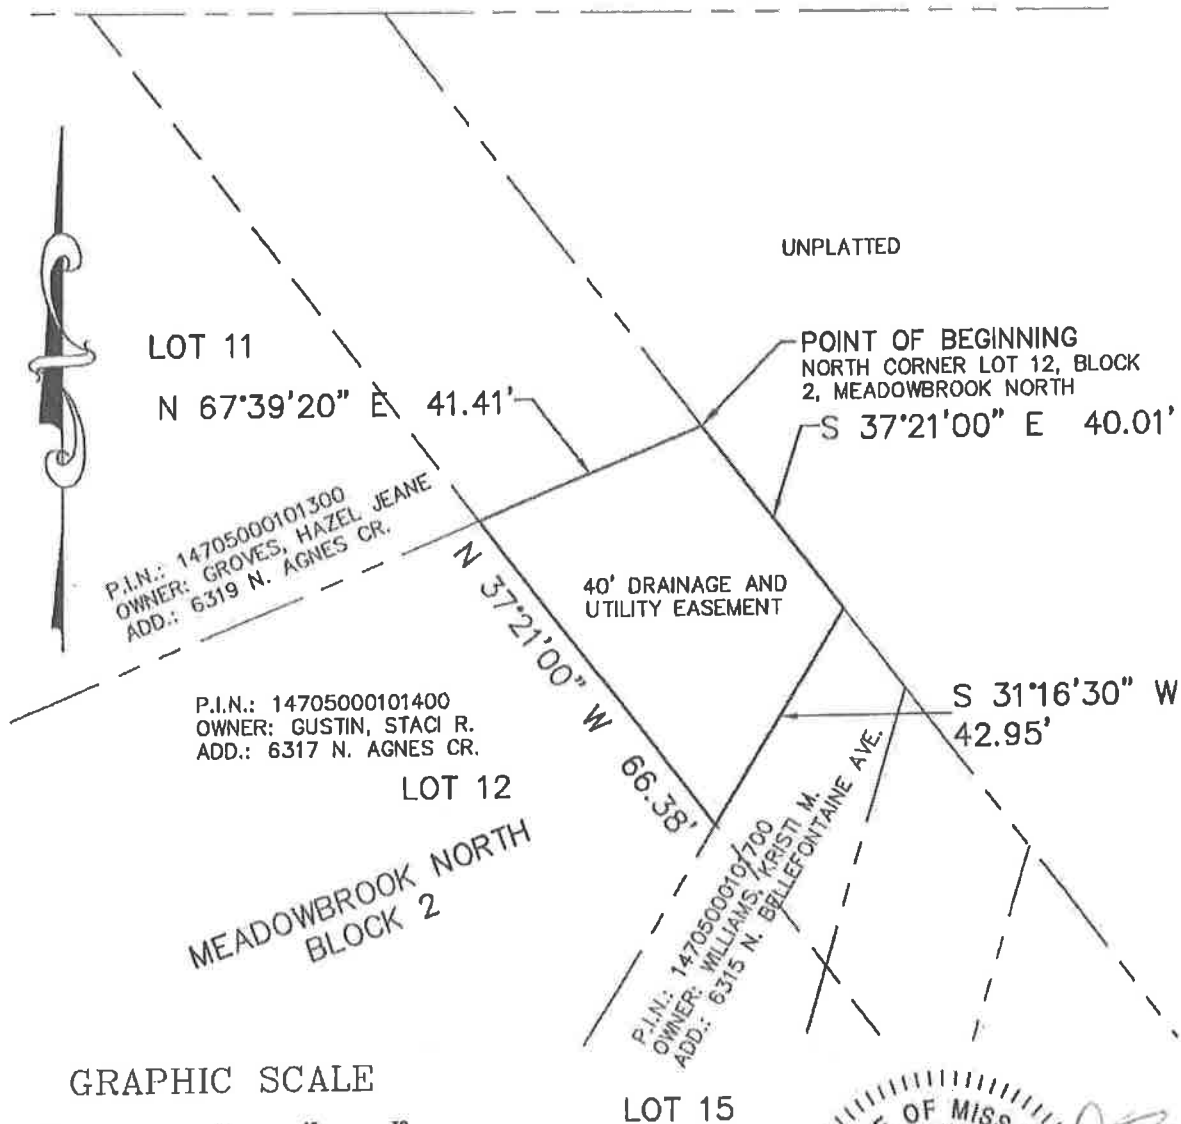 UNPLATTED
LOT 11
POINT OF BEGINNING
NORTH CORNER LOT 12, BLOCK
2, MEADOWBROOK NORTH
N 67°39'20" E 41.41'
S 37°21'00" E 40.01'
P.I.N.: 14705000101300
OWNER: GROVES, HAZEL JEANE
ADD.: 6319 N. AGNES CR.
40' DRAINAGE AND
UTILITY EASEMENT
N 37°21'00" W 66.38'
P.I.N.: 14705000101400
OWNER: GUSTIN, STACI R.
ADD.: 6317 N. AGNES CR.
S 31°16'30" W
42.95'
LOT 12
MEADOWBROOK NORTH
BLOCK 2
P.I.N.: 14705000101700
OWNER: WILLIAMS, KRISTI M.
ADD.: 6315 N. BELLEFONTAINE AVE.
GRAPHIC SCALE
LOT 15
OF MISS